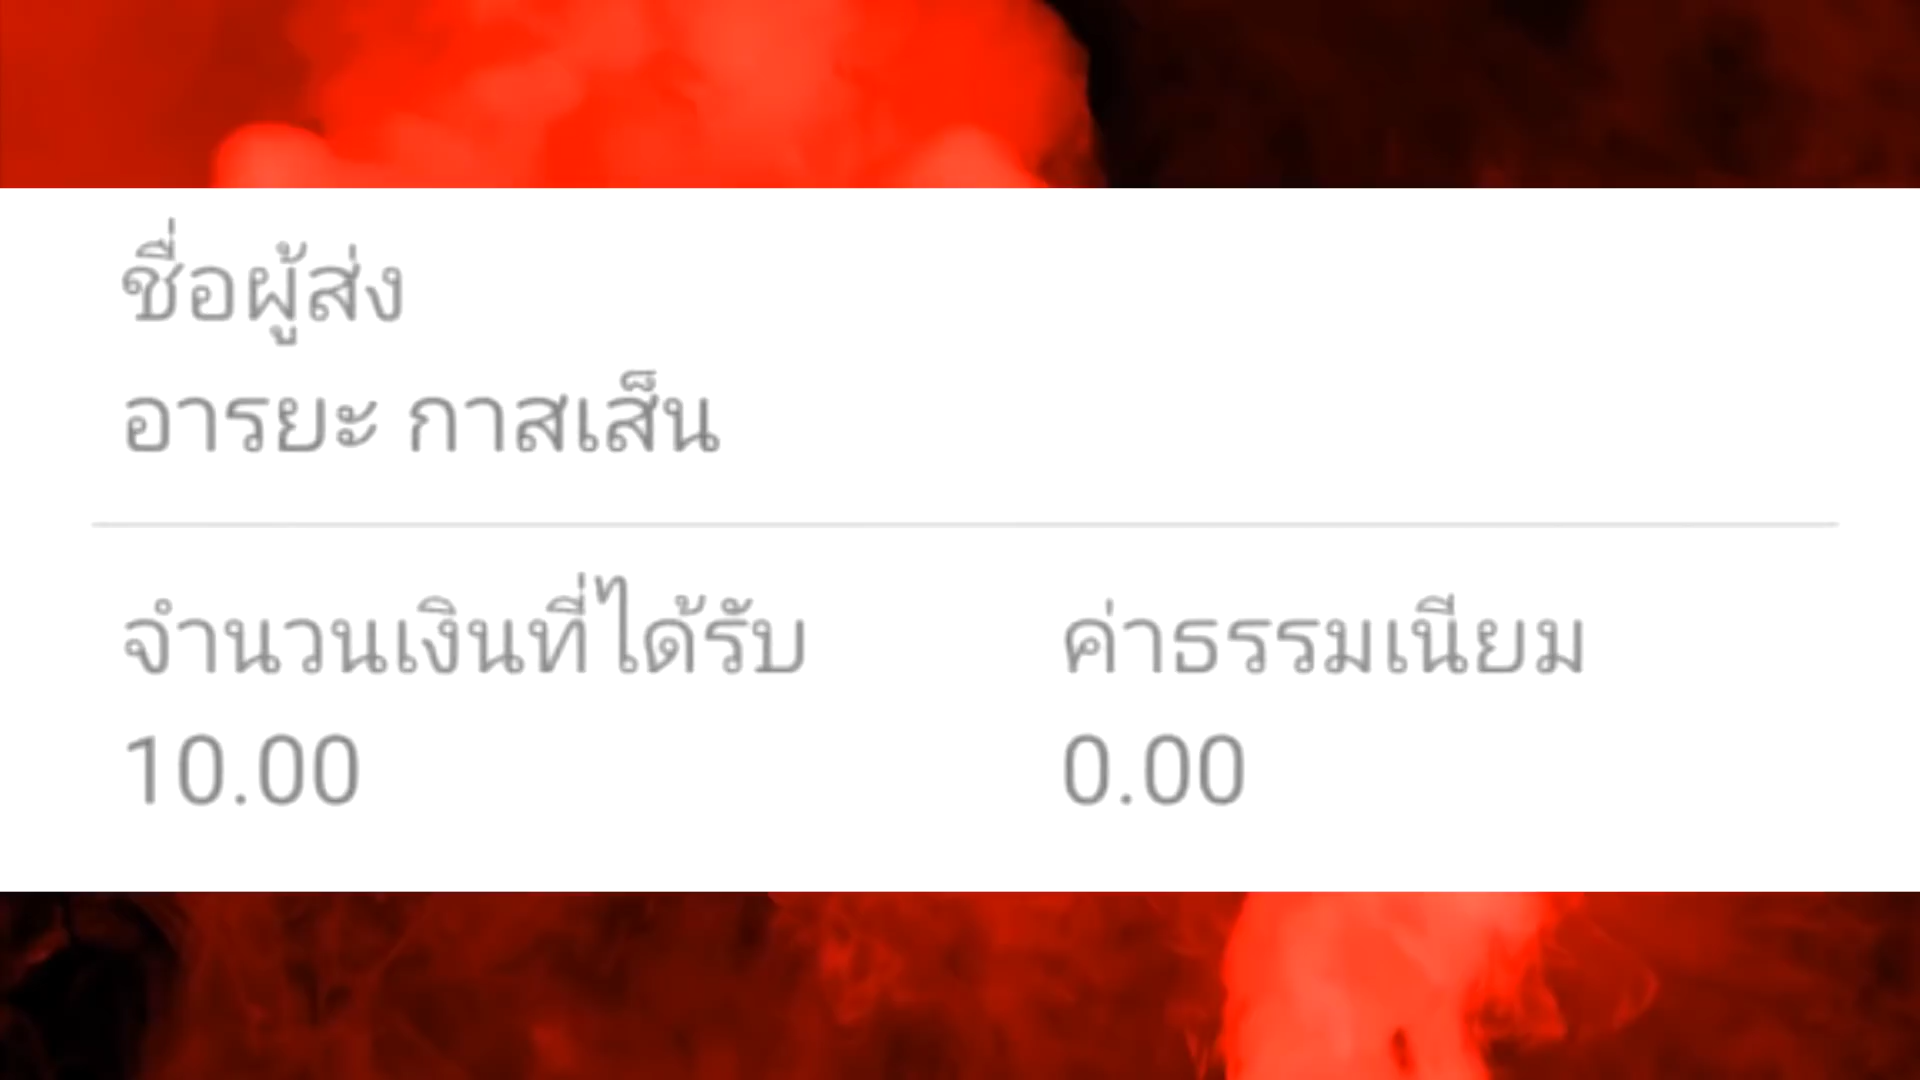 ชื่อผู้ส่ง
อารยะ กาสเส็น
จำนวนเงินที่ได้รับ ค่าธรรมเนียม
10.00 0.00